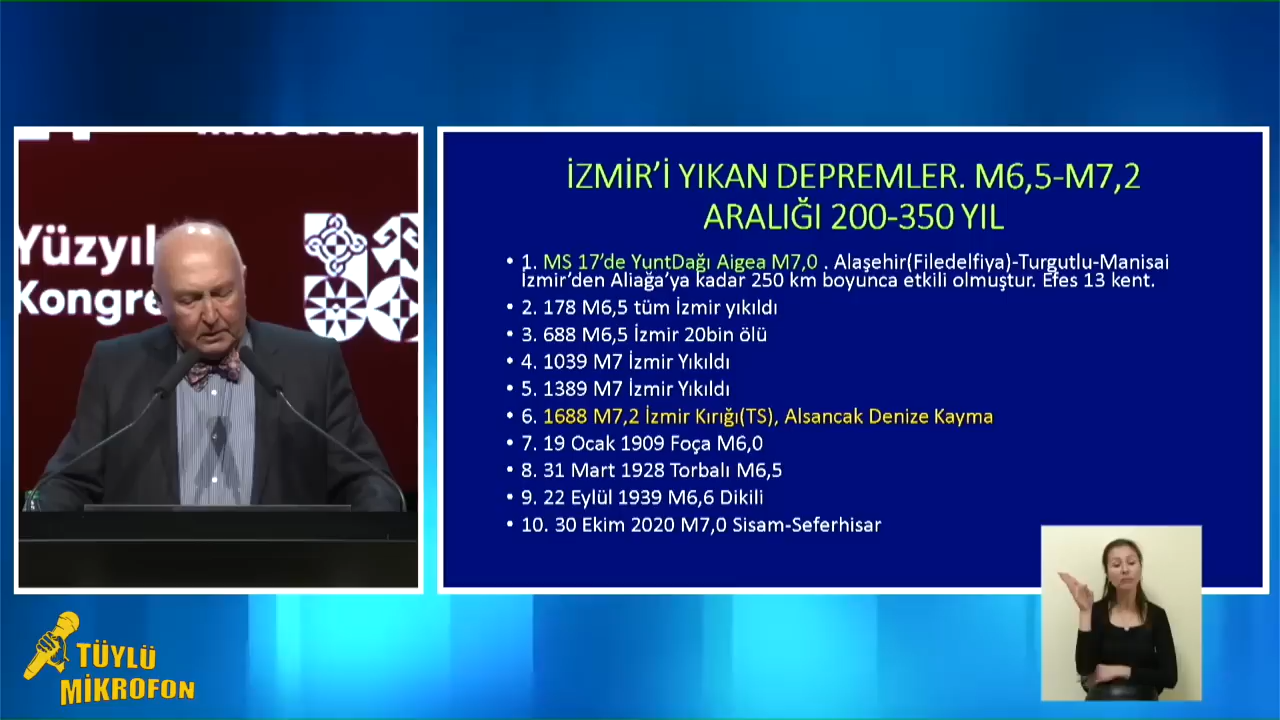 Yüzyıl
Kongre
İZMİR’İ YIKAN DEPREMLER. M6,5-M7,2
ARALIĞI 200-350 YIL
• 1. MS 17’de YuntDağı Aigea M7,0 . Alaşehir(Filedelfiya)-Turgutlu-Manisai
İzmir’den Aliağa’ya kadar 250 km boyunca etkili olmuştur. Efes 13 kent.
• 2. 178 M6,5 tüm İzmir yıkıldı
• 3. 688 M6,5 İzmir 20bin ölü
• 4. 1039 M7 İzmir Yıkıldı
• 5. 1389 M7 İzmir Yıkıldı
• 6. 1688 M7,2 İzmir Kırığı(TS), Alsancak Denize Kayma
• 7. 19 Ocak 1909 Foça M6,0
• 8. 31 Mart 1928 Torbalı M6,5
• 9. 22 Eylül 1939 M6,6 Dikili
• 10. 30 Ekim 2020 M7,0 Sisam-Seferhisar
TÜYLÜ
MİKROFON